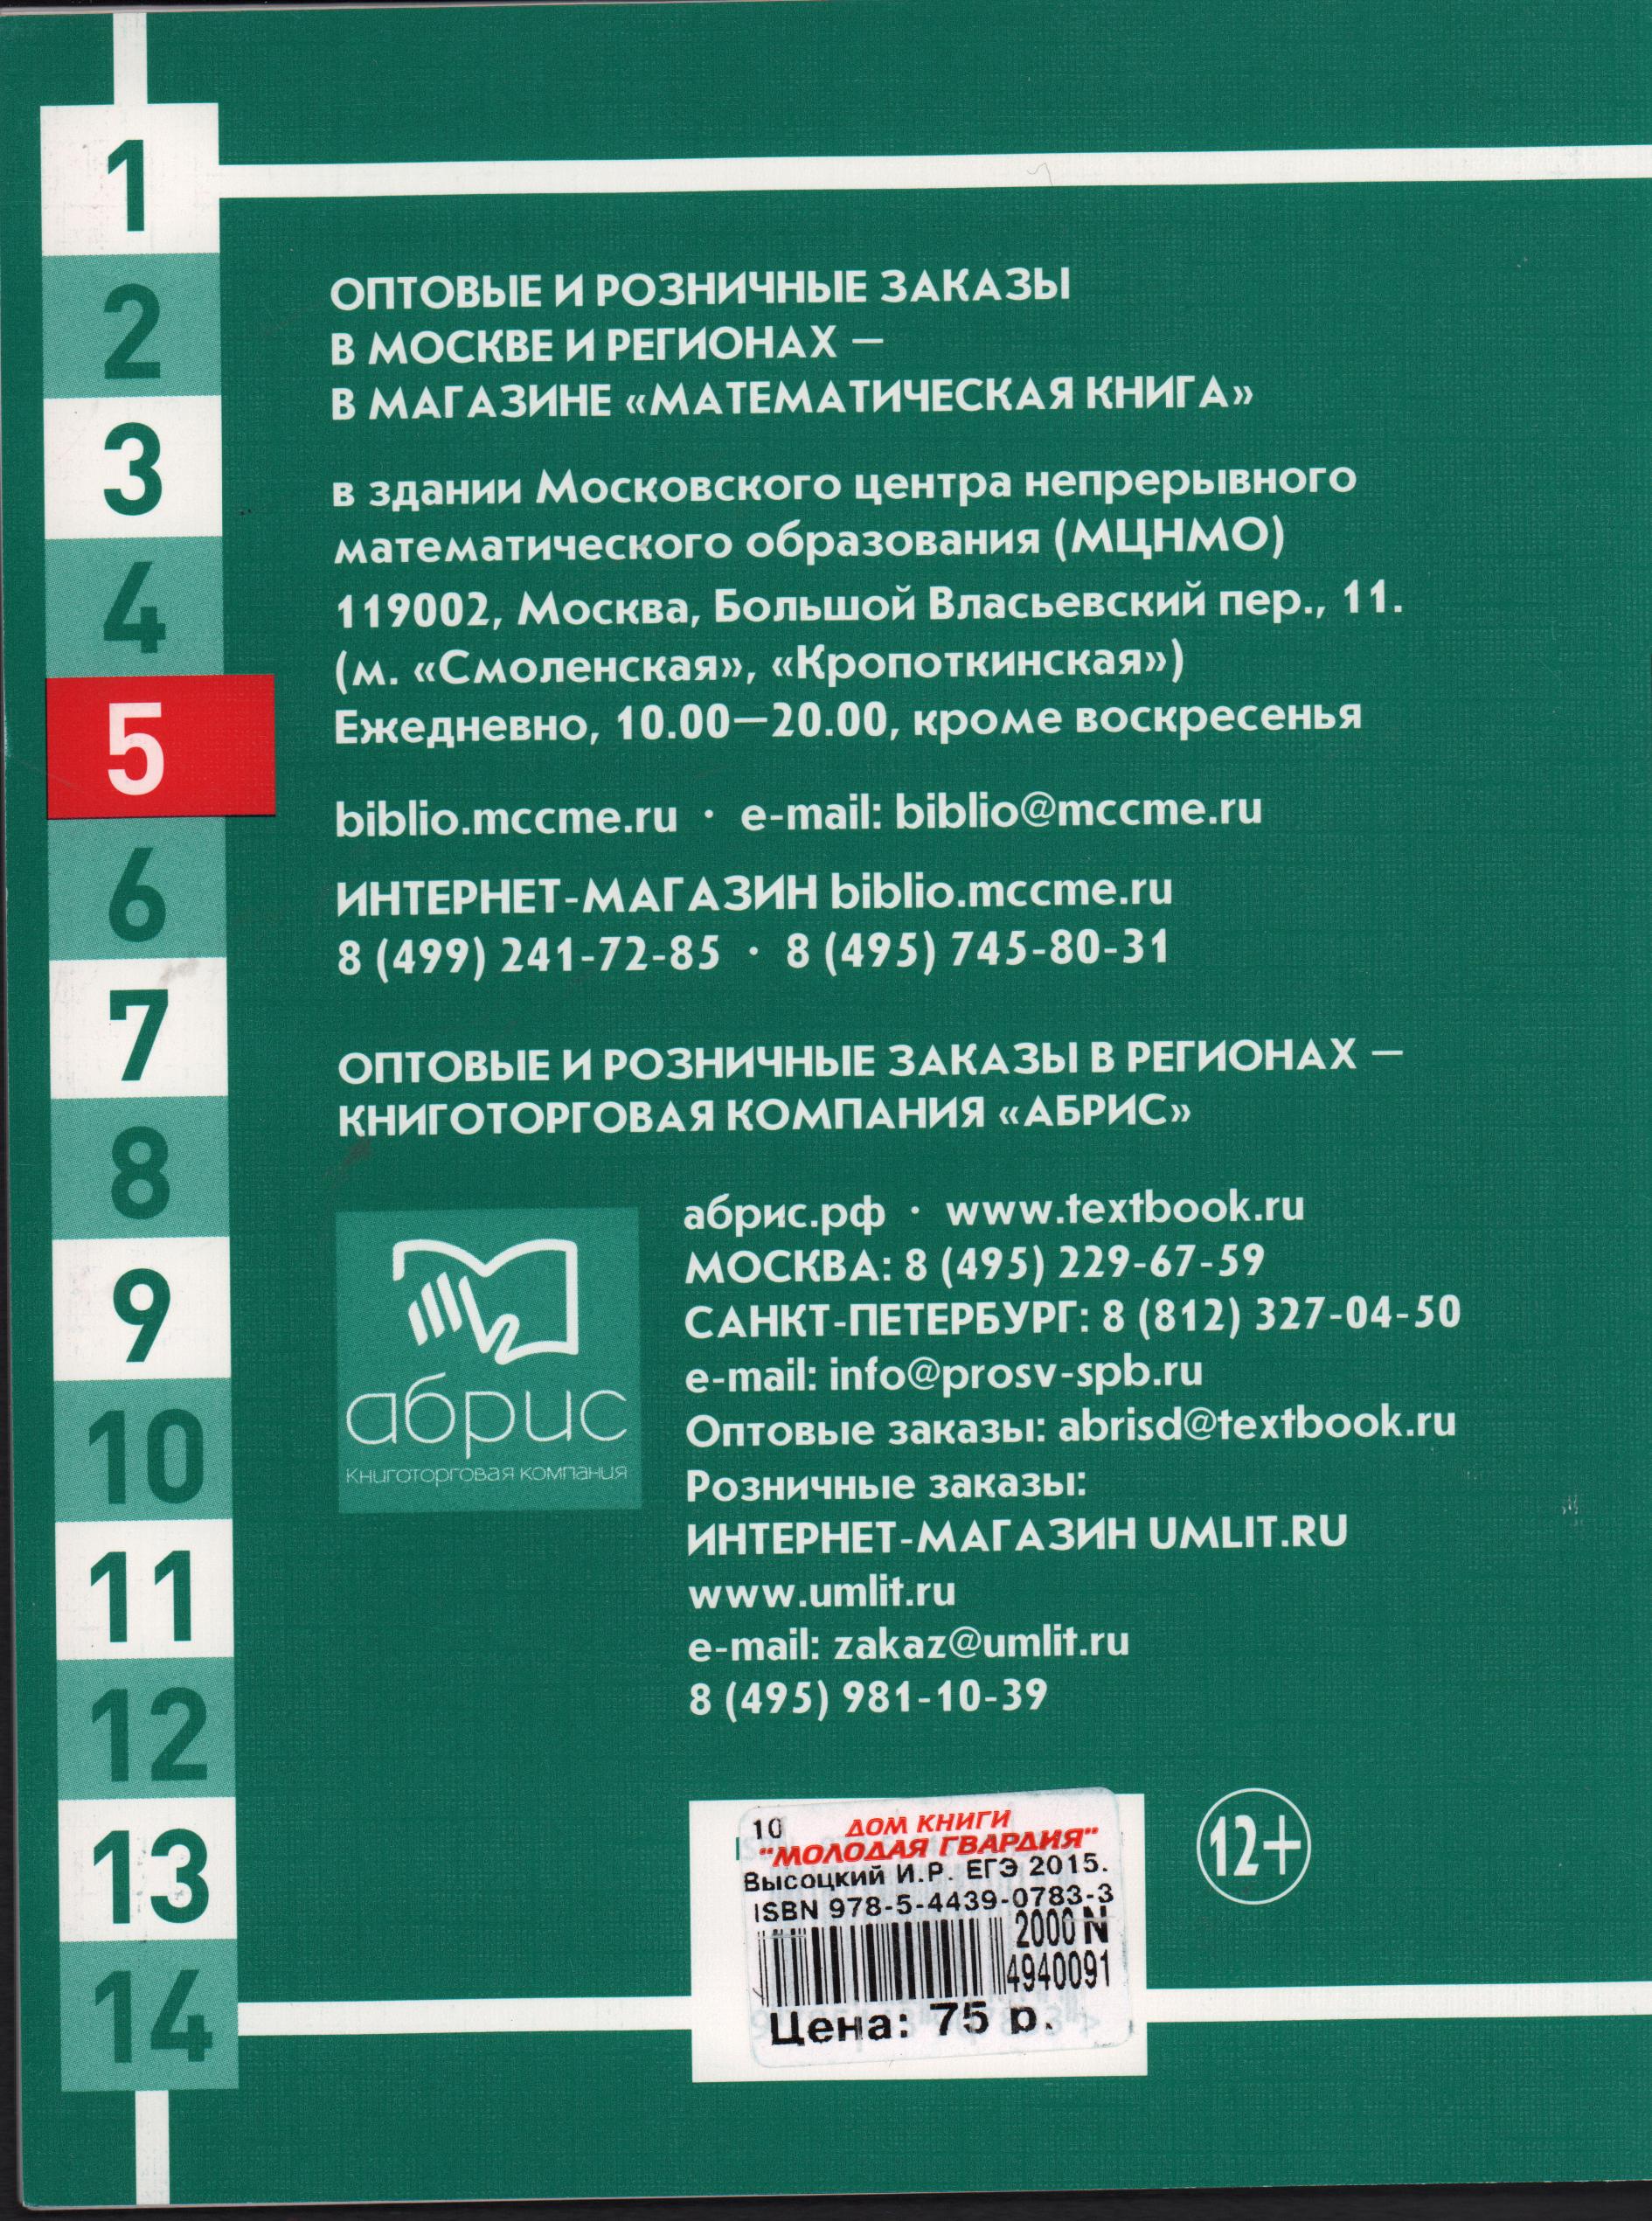 1
2
3
4
5
6
7
8
9
10
11
12
13
14
ОПТОВЫЕ И РОЗНИЧНЫЕ ЗАКАЗЫ
В МОСКВЕ И РЕГИОНАХ —
В МАГАЗИНЕ «МАТЕМАТИЧЕСКАЯ КНИГА»
в здании Московского центра непрерывного
математического образования (МЦНМО)
119002, Москва, Большой Власьевский пер., 11.
(м. «Смоленская», «Кропоткинская»)
Ежедневно, 10.00—20.00, кроме воскресенья
biblio.mccme.ru · e-mail: biblio@mccme.ru
ИНТЕРНЕТ-МАГАЗИН biblio.mccme.ru
8 (499) 241-72-85 · 8 (495) 745-80-31
ОПТОВЫЕ И РОЗНИЧНЫЕ ЗАКАЗЫ В РЕГИОНАХ —
КНИГОТОРГОВАЯ КОМПАНИЯ «АБРИС»
абрис
книготорговая компания
абрис.рф · www.textbook.ru
МОСКВА: 8 (495) 229-67-59
САНКТ-ПЕТЕРБУРГ: 8 (812) 327-04-50
e-mail: info@prosv-spb.ru
Оптовые заказы: abrisd@textbook.ru
Розничные заказы:
ИНТЕРНЕТ-МАГАЗИН UMLIT.RU
www.umlit.ru
e-mail: zakaz@umlit.ru
8 (495) 981-10-39
10 ДОМ КНИГИ
"МОЛОДАЯ ГВАРДИЯ"
Высоцкий И.Р. ЕГЭ 2015.
ISBN 978-5-4439-0783-3
2000 N
4940091
Цена: 75 р.
12+